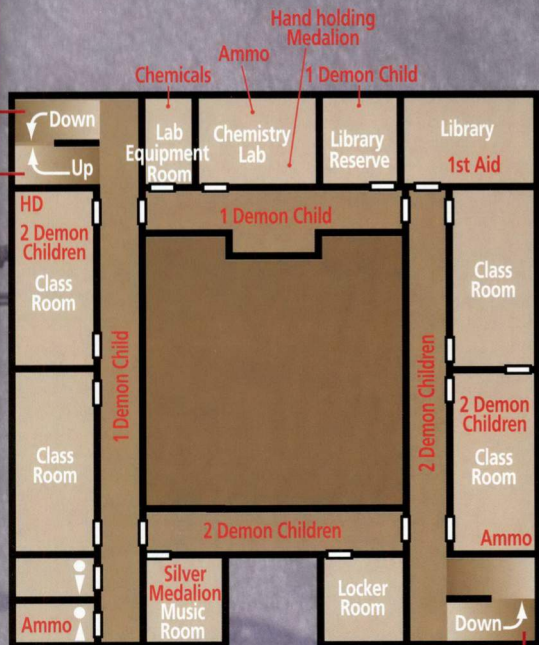 Hand holding
Medalion
Ammo
Chemicals
1 Demon Child
Down
Up
Lab
Equipment
Room
Chemistry
Lab
Library
Reserve
Library
1st Aid
HD
2 Demon
Children
Class
Room
1 Demon Child
Class
Room
1 Demon Child
2 Demon Children
Class
Room
2 Demon
Children
Class
Room
Ammo
2 Demon Children
Silver
Medalion
Music
Room
Locker
Room
Ammo
Down